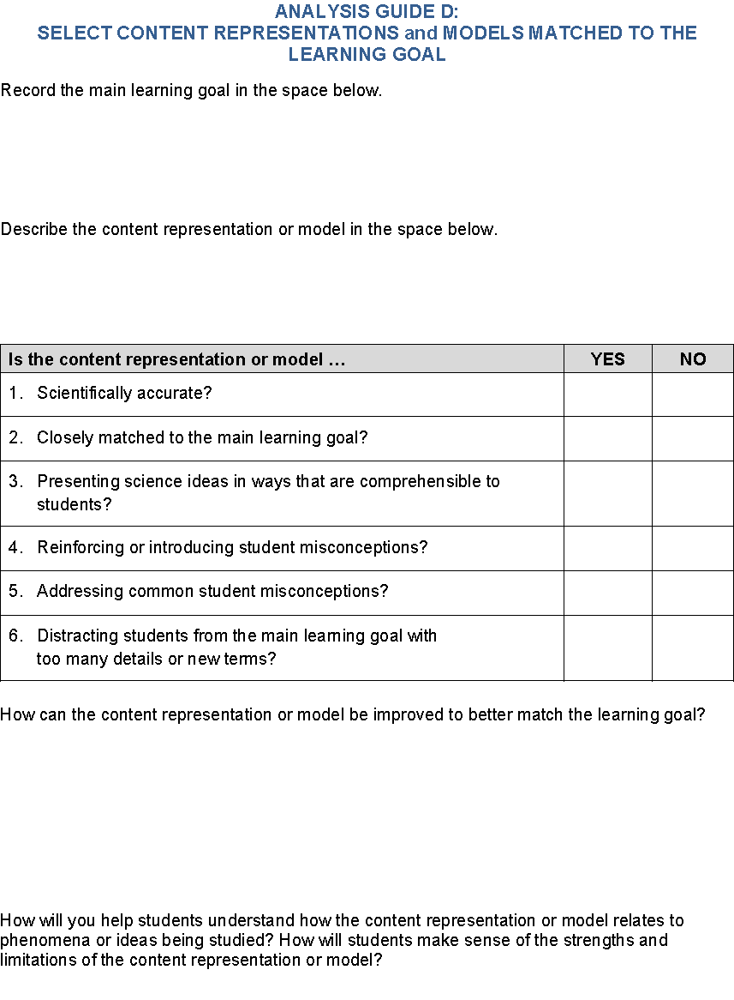 ANALYSIS GUIDE D:
SELECT CONTENT REPRESENTATIONS and MODELS MATCHED TO THE
LEARNING GOAL
Record the main learning goal in the space below.
Describe the content representation or model in the space below.
Is the content representation or model … YES NO
1. Scientifically accurate?
2. Closely matched to the main learning goal?
3. Presenting science ideas in ways that are comprehensible to
students?
4. Reinforcing or introducing student misconceptions?
5. Addressing common student misconceptions?
6. Distracting students from the main learning goal with
too many details or new terms?
How can the content representation or model be improved to better match the learning goal?
How will you help students understand how the content representation or model relates to
phenomena or ideas being studied? How will students make sense of the strengths and
limitations of the content representation or model?